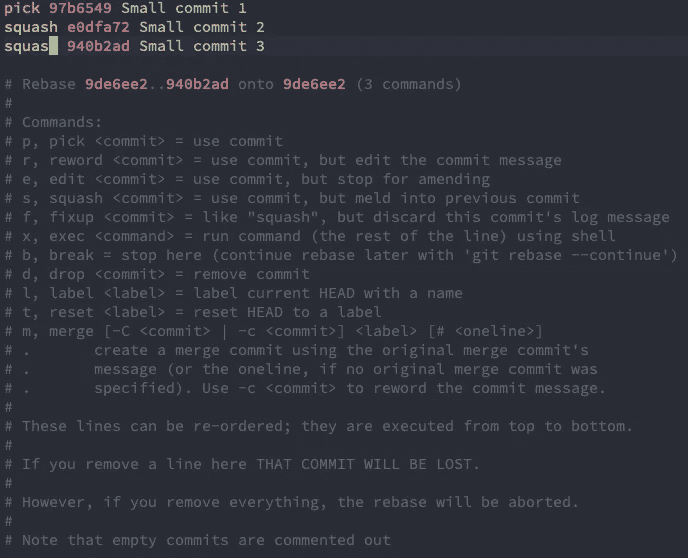 pick 97b6549 Small commit 1
squash e0dfa72 Small commit 2
squas 940b2ad Small commit 3
# Rebase 9de6ee2..940b2ad onto 9de6ee2 (3 commands)
#
# Commands:
# p, pick <commit> = use commit
# r, reword <commit> = use commit, but edit the commit message
# e, edit <commit> = use commit, but stop for amending
# s, squash <commit> = use commit, but meld into previous commit
# f, fixup <commit> = like "squash", but discard this commit's log message
# x, exec <command> = run command (the rest of the line) using shell
# b, break = stop here (continue rebase later with 'git rebase --continue')
# d, drop <commit> = remove commit
# l, label <label> = label current HEAD with a name
# t, reset <label> = reset HEAD to a label
# m, merge [-C <commit> | -c <commit>] <label> [# <oneline>]
# .       create a merge commit using the original merge commit's
# .       message (or the oneline, if no original merge commit was
# .       specified). Use -c <commit> to reword the commit message.
#
# These lines can be re-ordered; they are executed from top to bottom.
#
# If you remove a line here THAT COMMIT WILL BE LOST.
#
# However, if you remove everything, the rebase will be aborted.
#
# Note that empty commits are commented out